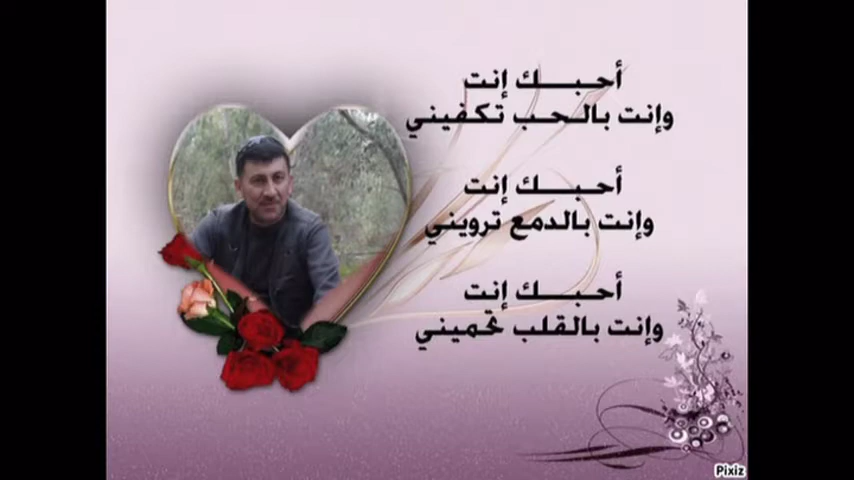 أحبك إنت
وإنت بالحب تكفيني
أحبك إنت
وإنت بالدمع ترويني
أحبك إنت
وإنت بالقلب تحميني
Pixiz